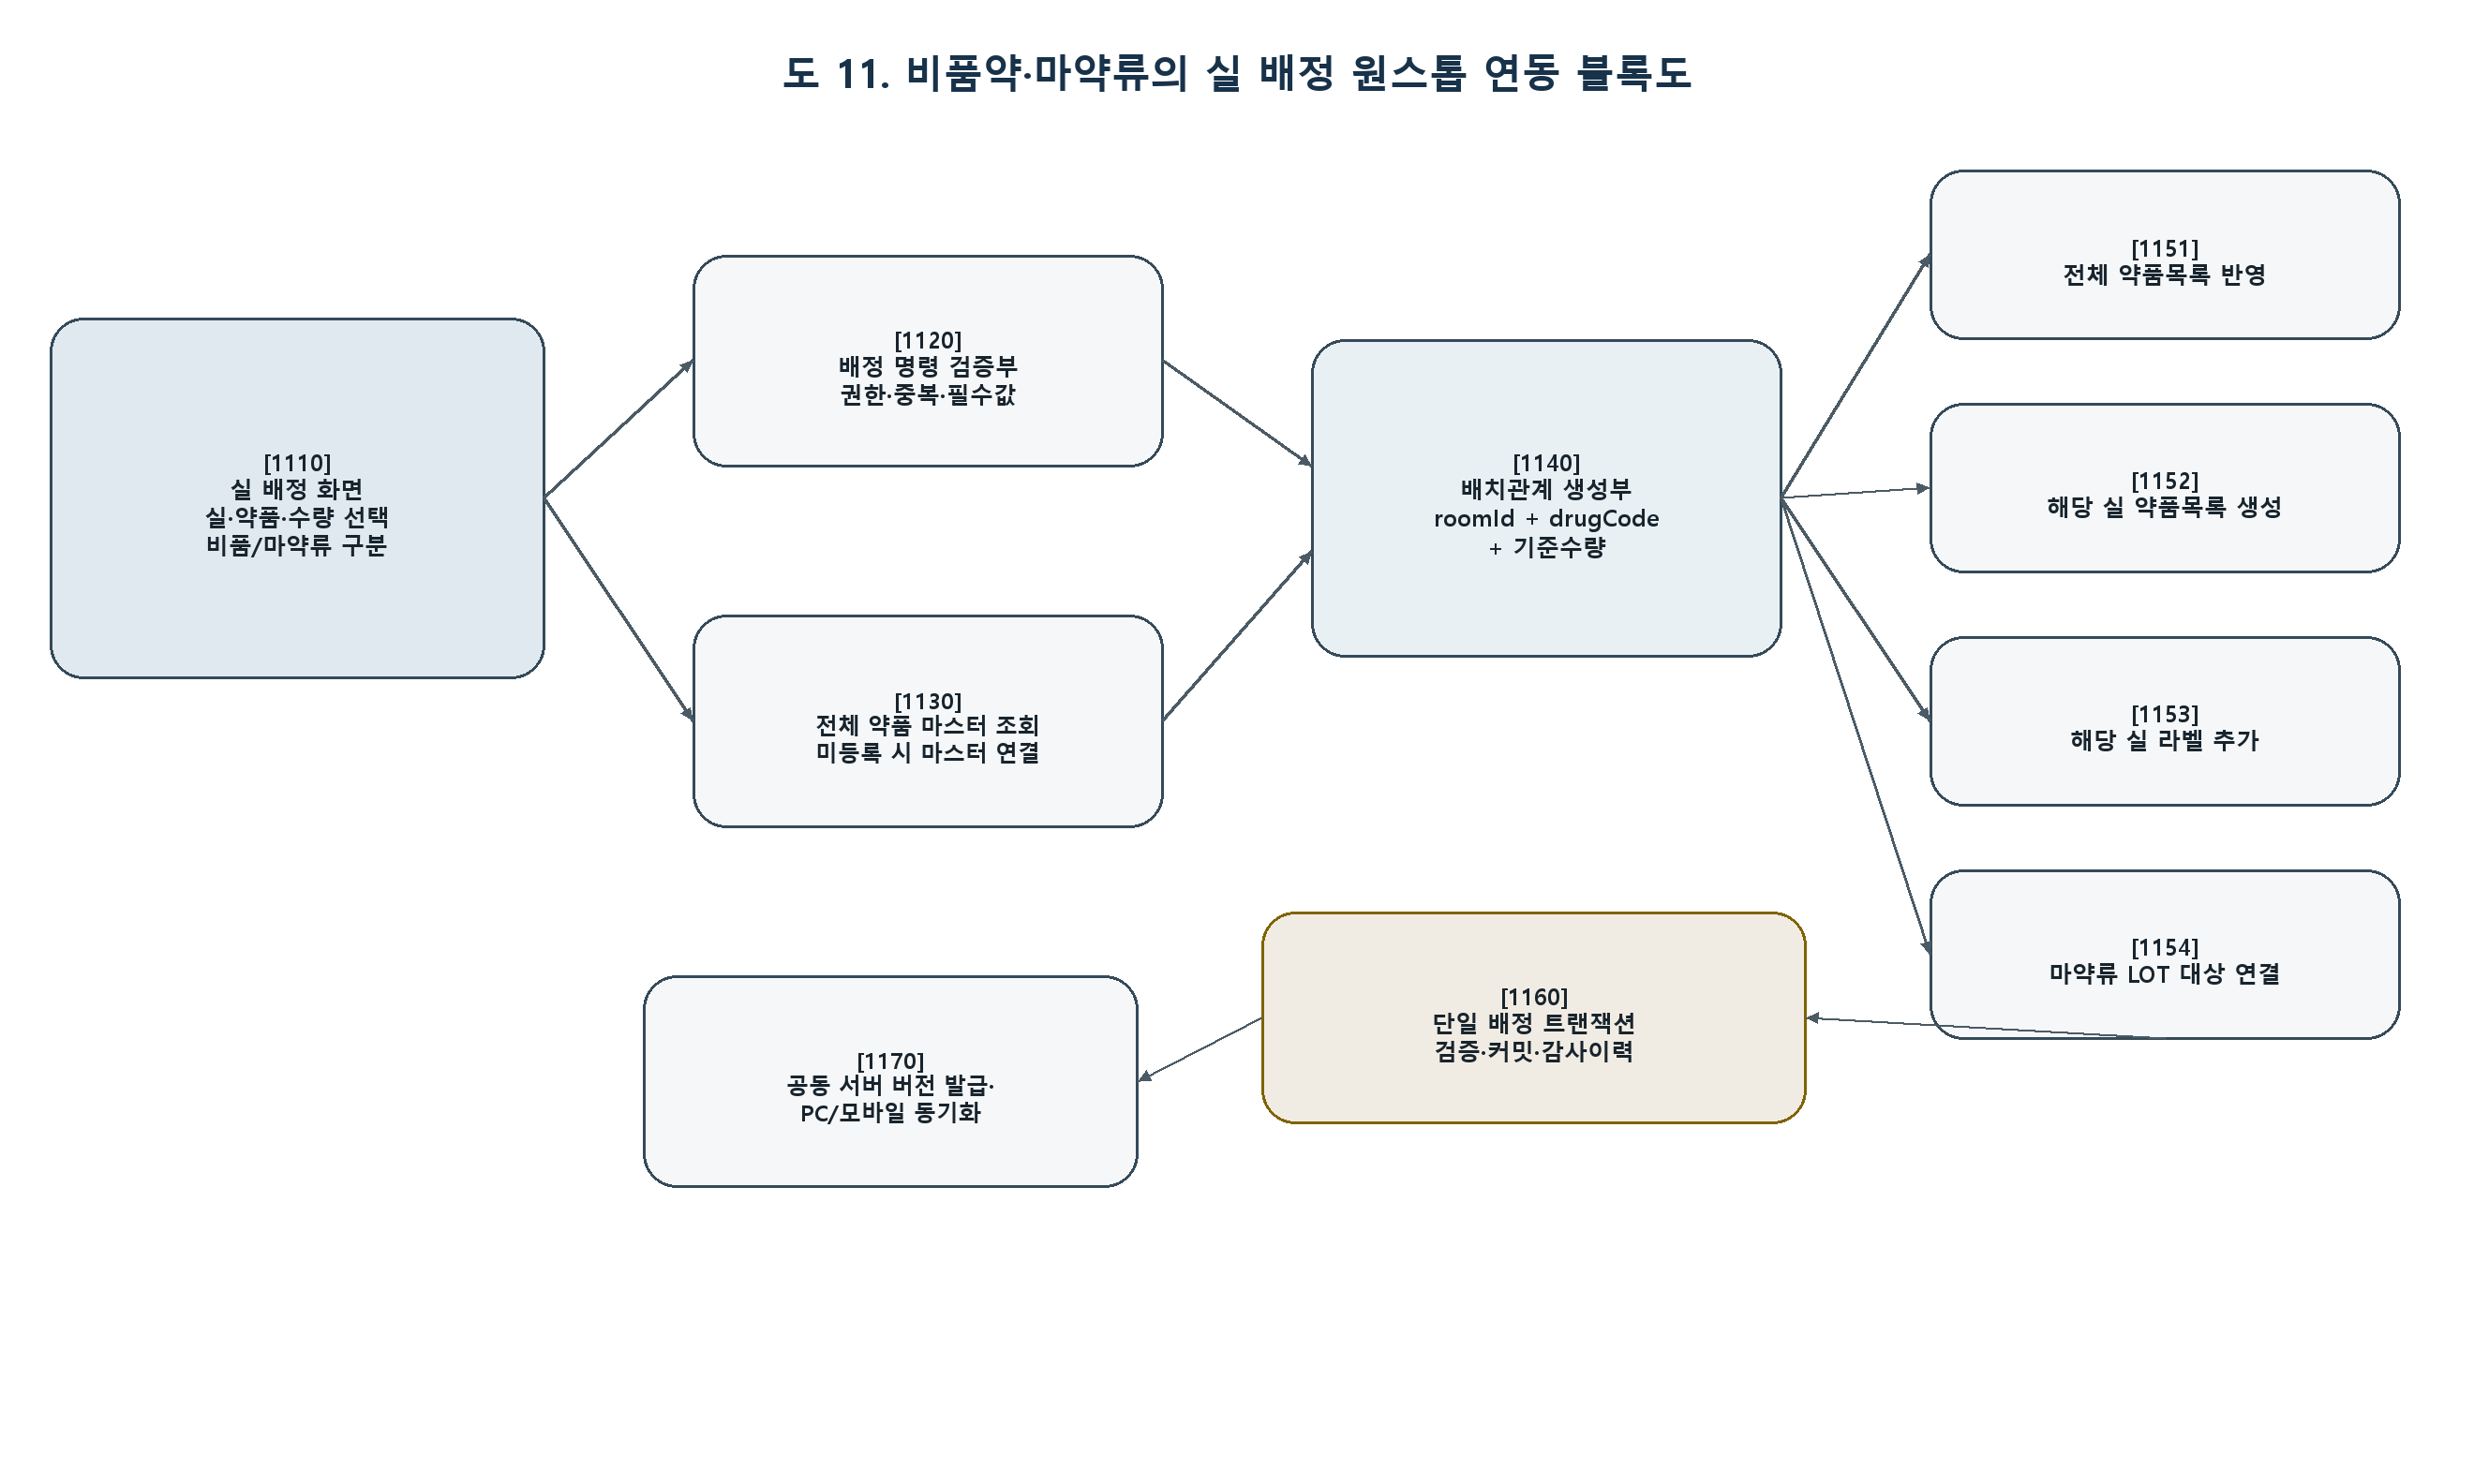 도 11. 비품약·마약류의 실 배정 원스톱 연동 블록도
[1110]
실 배정 화면
실·약품·수량 선택
비품/마약류 구분
[1120]
배정 명령 검증부
권한·중복·필수값
[1130]
전체 약품 마스터 조회
미등록 시 마스터 연결
[1140]
배치관계 생성부
roomId + drugCode
+ 기준수량
[1151]
전체 약품목록 반영
[1152]
해당 실 약품목록 생성
[1153]
해당 실 라벨 추가
[1154]
마약류 LOT 대상 연결
[1160]
단일 배정 트랜잭션
검증·커밋·감사이력
[1170]
공동 서버 버전 발급·
PC/모바일 동기화